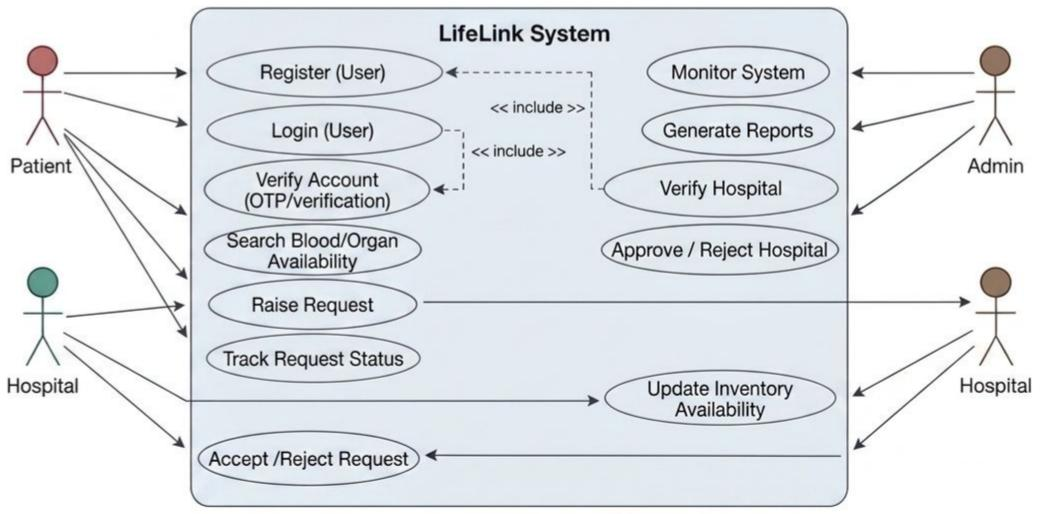 LifeLink System
Register (User)
Monitor System
<< include >>
Login (User)
Generate Reports
<< include >>
Patient
Admin
Verify Account
(OTP/verification)
Verify Hospital
Search Blood/Organ
Availability
Approve / Reject Hospital
Raise Request
Track Request Status
Hospital
Hospital
Update Inventory
Availability
Accept /Reject Request